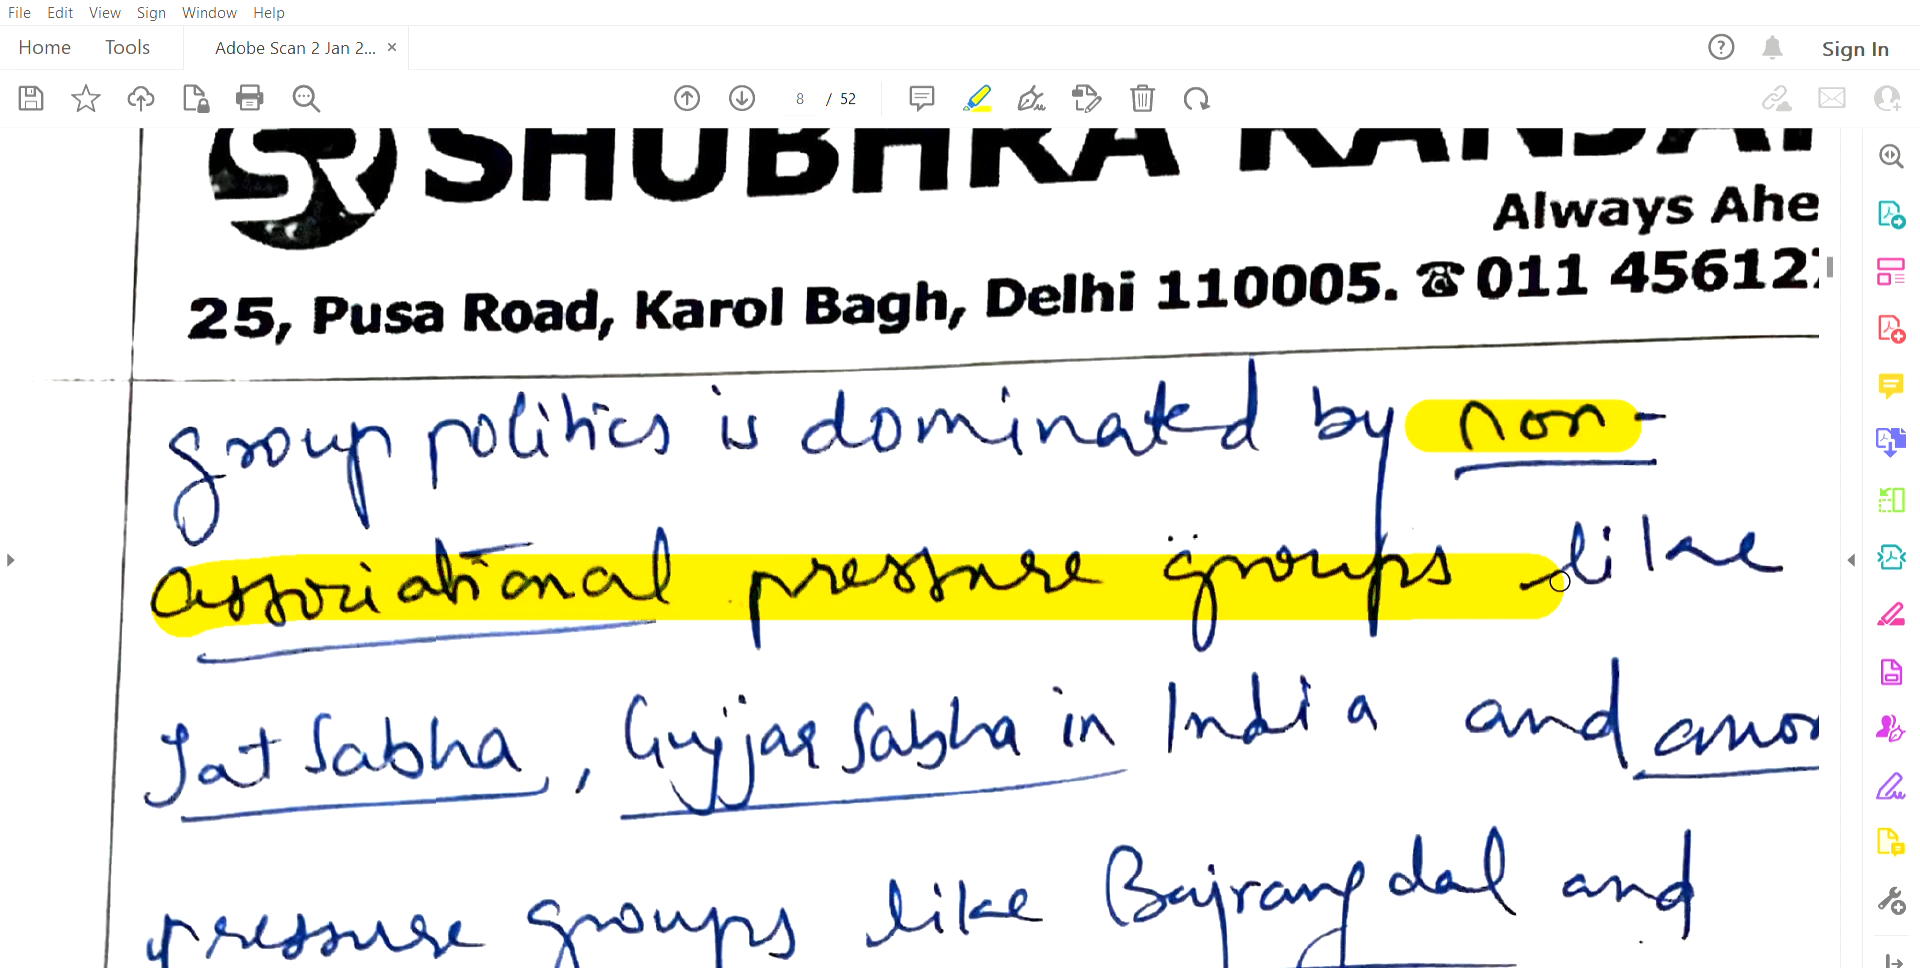 File Edit View Sign Window Help
Home Tools Adobe Scan 2 Jan 2... × Sign In
8 / 52
SHUBHRA RANJAN
Always Ahe
25, Pusa Road, Karol Bagh, Delhi 110005. ☎ 011 45612
group politics is dominated by non-
associational pressure groups - like
Jat Sabha, Gujjar Sabha in India and anom
pressure groups like Bajrang dal and